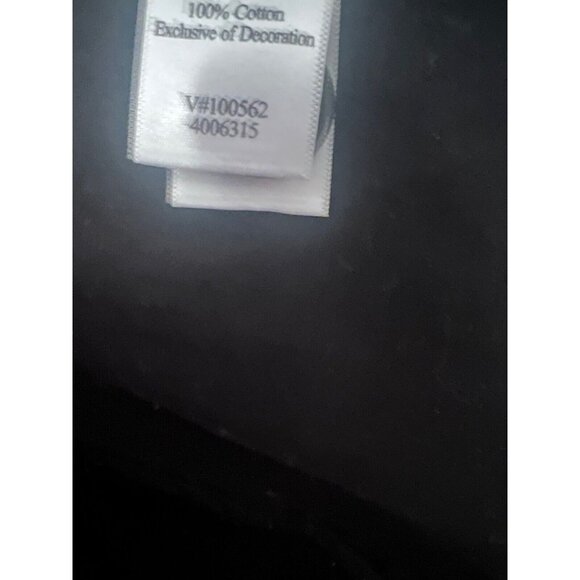 100% Cotton
Exclusive of Decoration
V#100562
4006315